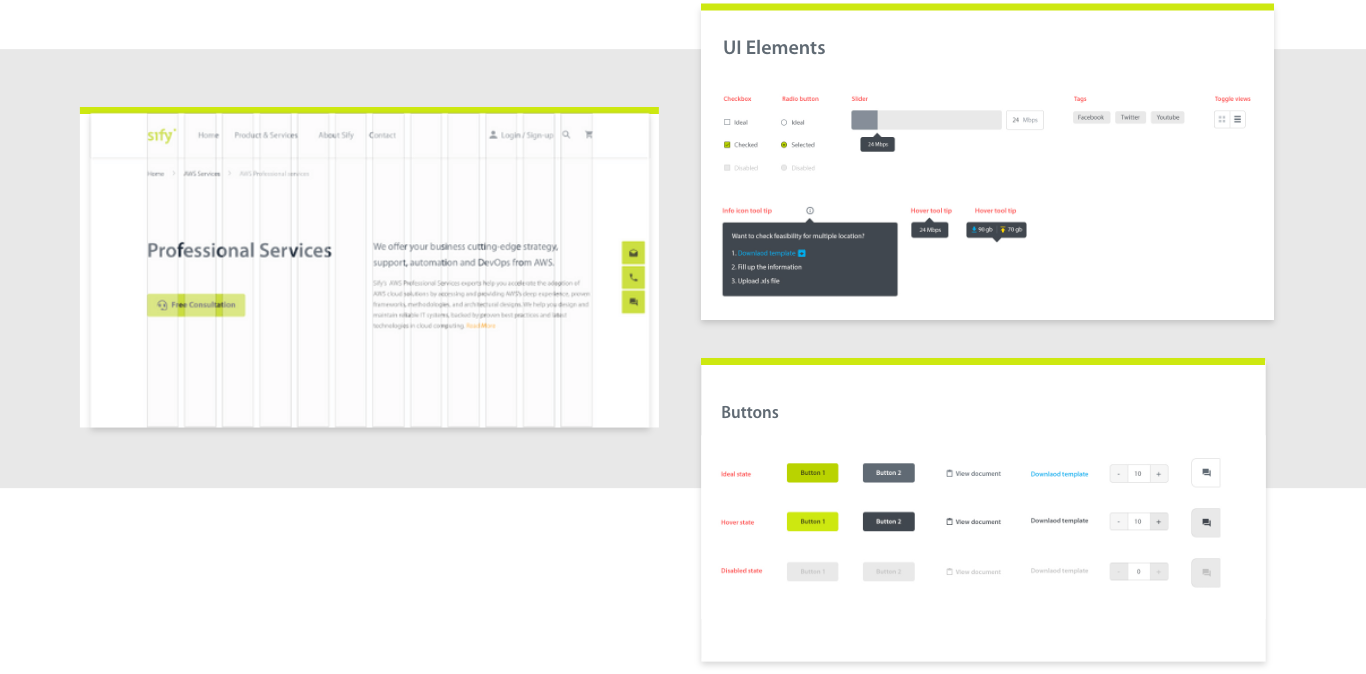 sify
Home Product & Services About Sify Contact Login / Sign-up
Home > AWS Services > AWS Professional services
Professional Services
We offer your business cutting-edge strategy,
support, automation and DevOps from AWS.
Sify's AWS Professional Services experts help you accelerate the adoption of
AWS cloud solutions by accessing and providing AWS's deep experience, proven
frameworks, methodologies, and architectural designs. We help you design and
maintain reliable IT systems, backed by proven best practices and latest
technologies in cloud computing. Read More
Free Consultation
UI Elements
Checkbox Radio button Slider Tags Toggle views
Ideal Ideal 24 Mbps Facebook Twitter Youtube
Checked Selected 24 Mbps
Disabled Disabled
Info icon tool tip Hover tool tip Hover tool tip
24 Mbps 90 gb 70 gb
Want to check feasibility for multiple location?
1. Downlaod template
2. Fill up the information
3. Upload .xls file
Buttons
Ideal state Button 1 Button 2 View document Downlaod template - 10 +
Hover state Button 1 Button 2 View document Downlaod template - 10 +
Disabled state Button 1 Button 2 View document Downlaod template - 0 +